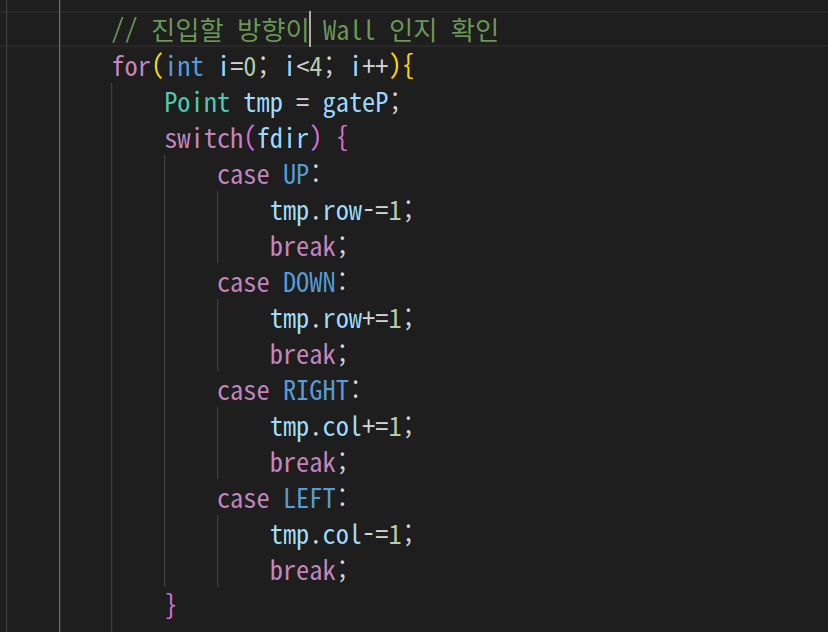 // 진입할 방향이 Wall 인지 확인
for(int i=0; i<4; i++){
Point tmp = gateP;
switch(fdir) {
case UP:
tmp.row-=1;
break;
case DOWN:
tmp.row+=1;
break;
case RIGHT:
tmp.col+=1;
break;
case LEFT:
tmp.col-=1;
break;
}